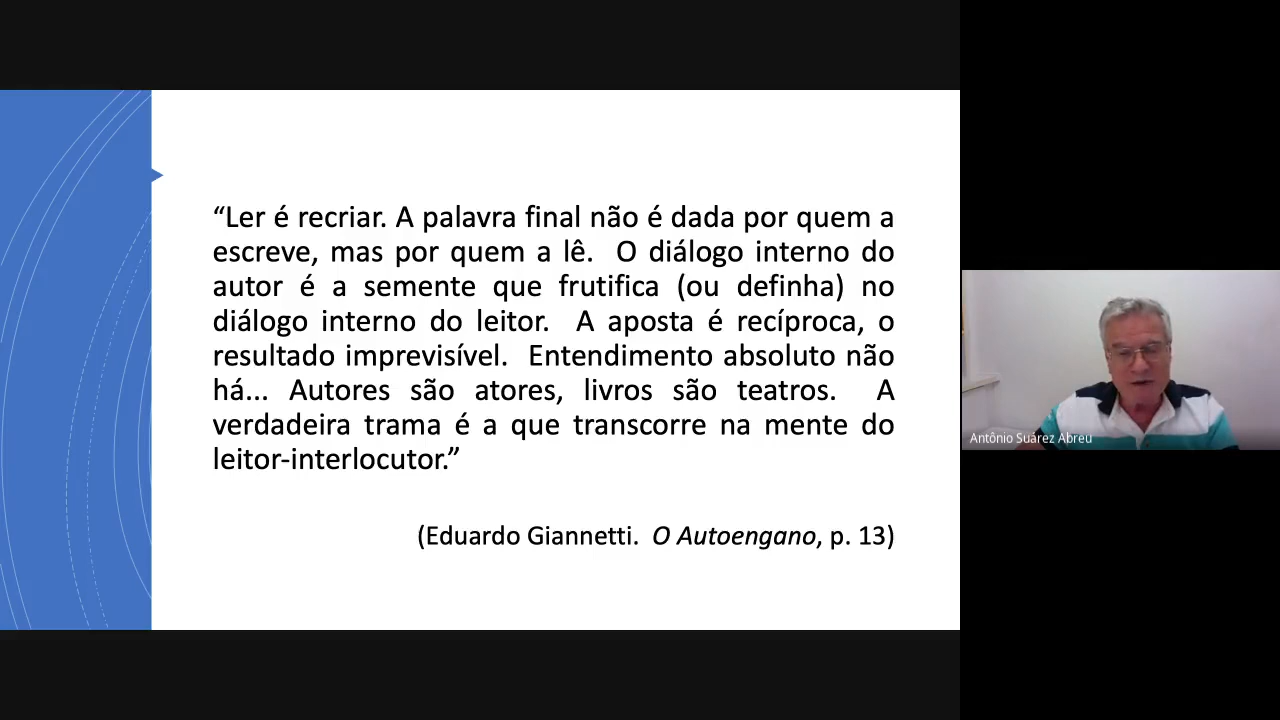 “Ler é recriar. A palavra final não é dada por quem a
escreve, mas por quem a lê.  O diálogo interno do
autor é a semente que frutifica (ou definha) no
diálogo interno do leitor.  A aposta é recíproca, o
resultado imprevisível.  Entendimento absoluto não
há... Autores são atores, livros são teatros.  A
verdadeira trama é a que transcorre na mente do
leitor-interlocutor.”
(Eduardo Giannetti.  O Autoengano, p. 13)
Antônio Suárez Abreu